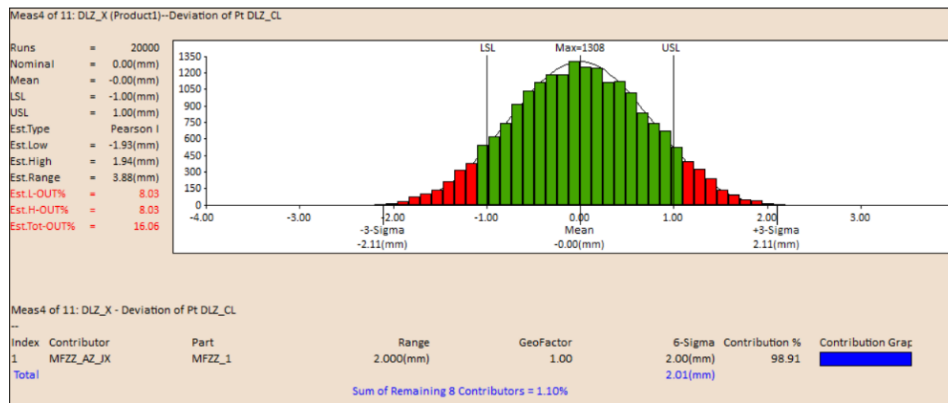 Meas4 of 11: DLZ_X (Product1)--Deviation of Pt DLZ_CL
Runs = 20000
Nominal = 0.00(mm)
Mean = -0.00(mm)
LSL = -1.00(mm)
USL = 1.00(mm)
Est.Type Pearson I
Est.Low = -1.93(mm)
Est.High = 1.94(mm)
Est.Range = 3.88(mm)
Est.L-OUT% = 8.03
Est.H-OUT% = 8.03
Est.Tot-OUT% = 16.06
LSL Max=1308 USL
1350
1200
1050
900
750
600
450
300
150
0
-4.00 -3.00 -2.00 -1.00 0.00 1.00 2.00 3.00
-3-Sigma Mean +3-Sigma
-2.11(mm) -0.00(mm) 2.11(mm)
Meas4 of 11: DLZ_X - Deviation of Pt DLZ_CL
--
Index Contributor Part Range GeoFactor 6-Sigma Contribution % Contribution Grap
1 MFZZ_AZ_JX MFZZ_1 2.000(mm) 1.00 2.00(mm) 98.91
Total 2.01(mm)
Sum of Remaining 8 Contributors = 1.10%